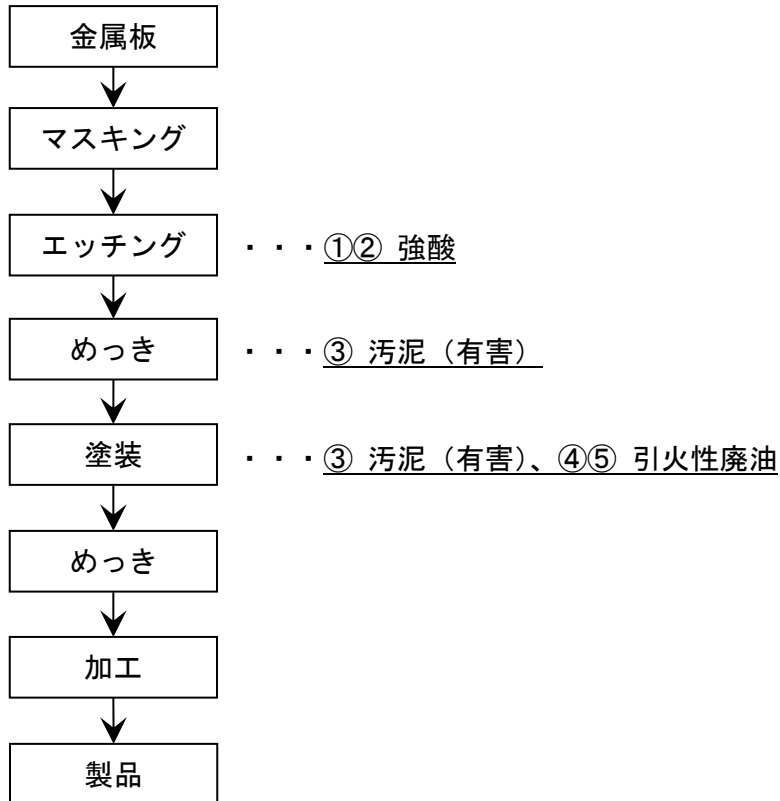 金属板
マスキング
エッチング ・・・①② 強酸
めっき ・・・③ 汚泥（有害）
塗装 ・・・③ 汚泥（有害）、④⑤ 引火性廃油
めっき
加工
製品